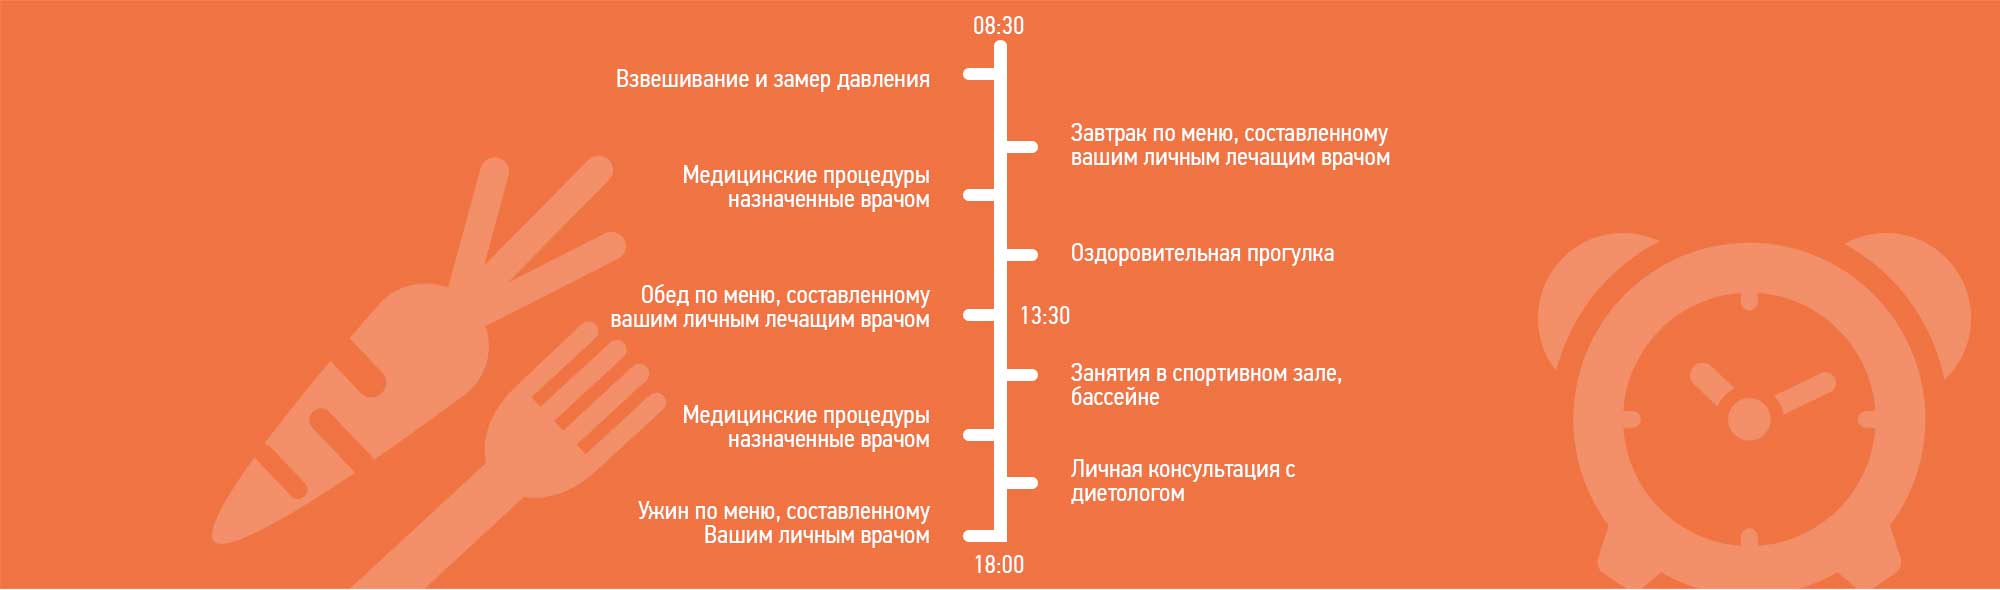 08:30
Взвешивание и замер давления
Завтрак по меню, составленному
вашим личным лечащим врачом
Медицинские процедуры
назначенные врачом
Оздоровительная прогулка
Обед по меню, составленному
вашим личным лечащим врачом
13:30
Занятия в спортивном зале,
бассейне
Медицинские процедуры
назначенные врачом
Личная консультация с
диетологом
Ужин по меню, составленному
Вашим личным врачом
18:00